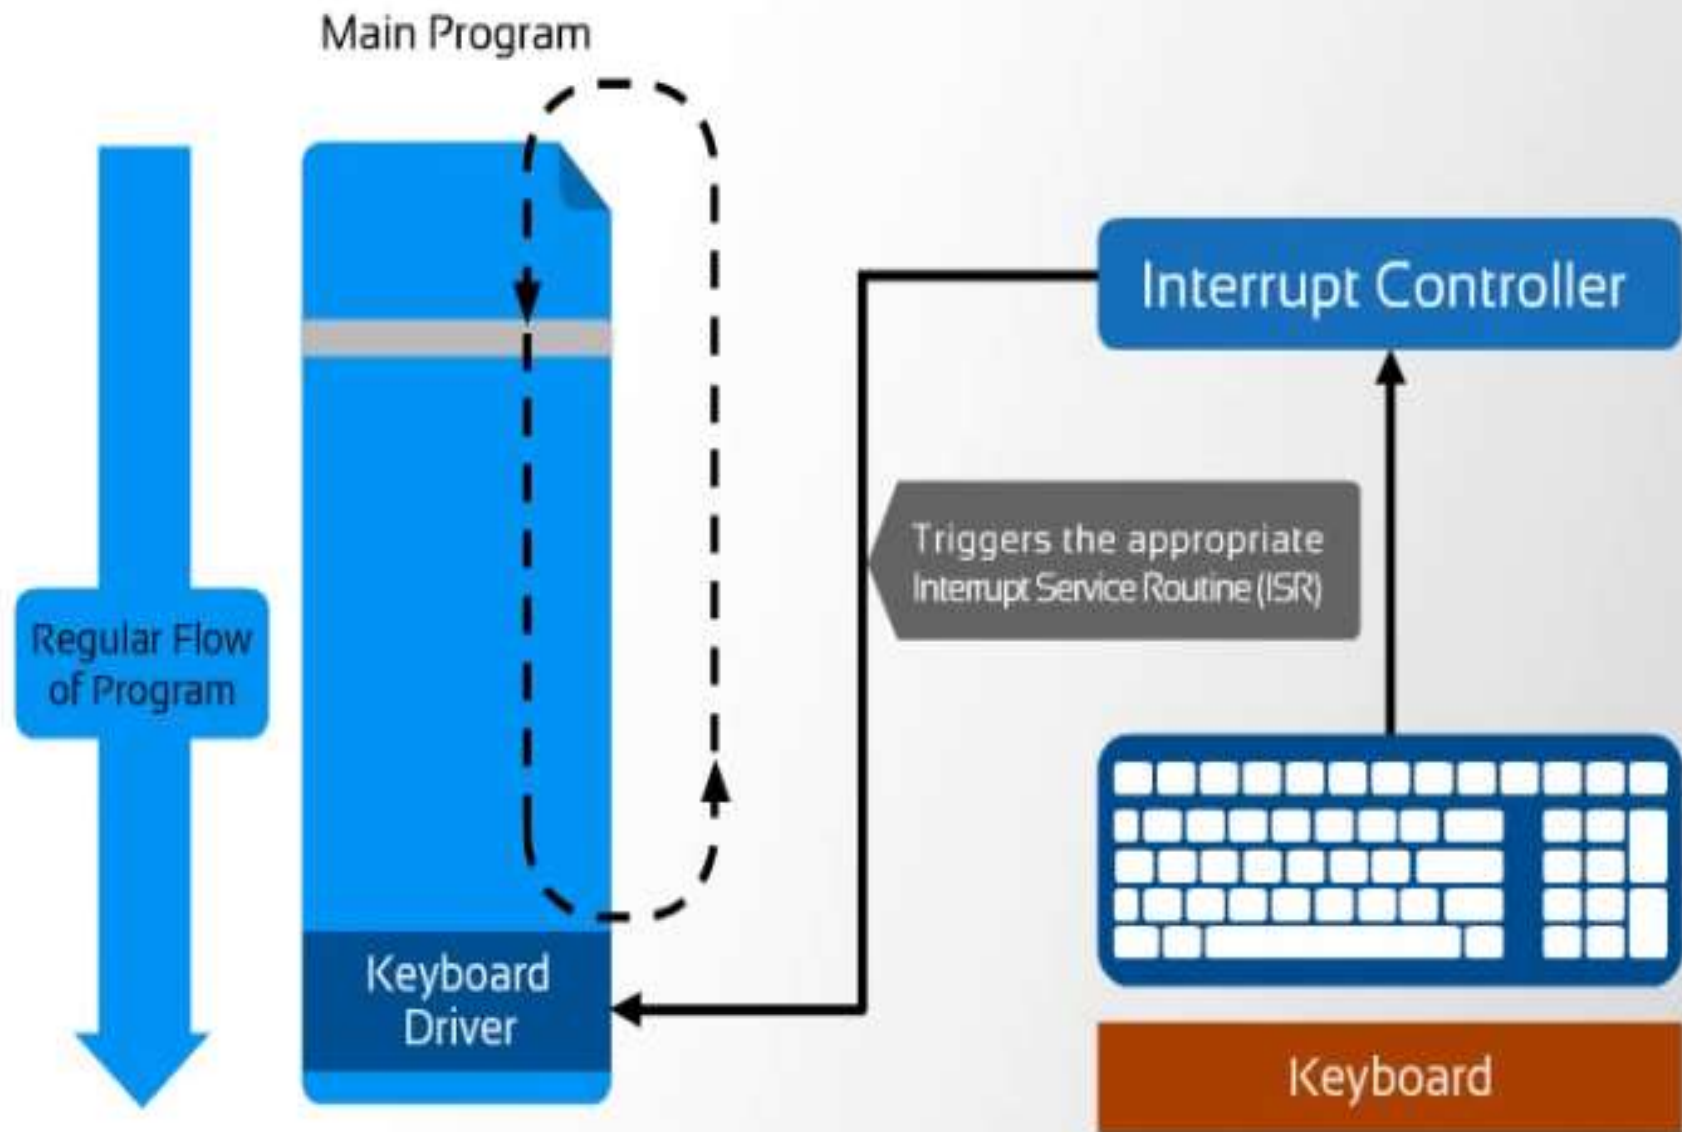 Main Program
Regular Flow
of Program
Interrupt Controller
Triggers the appropriate
Interrupt Service Routine (ISR)
Keyboard
Driver
Keyboard